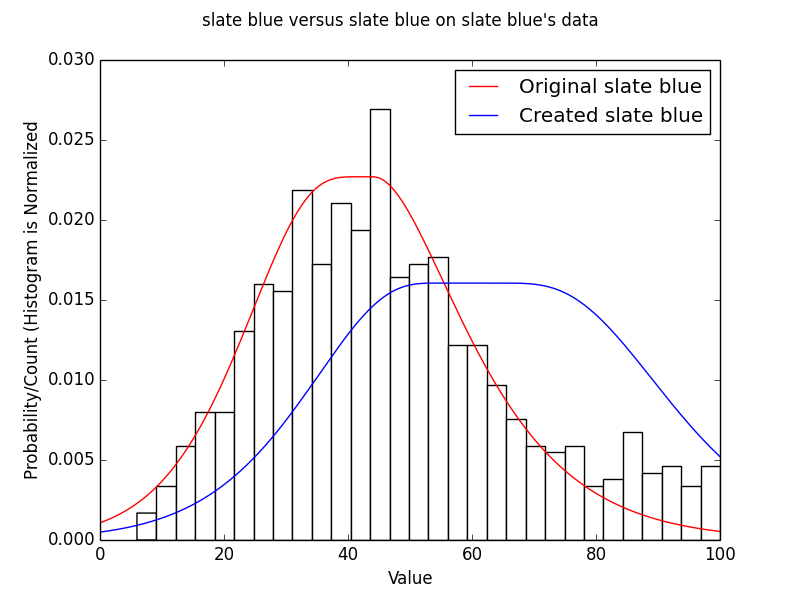 slate blue versus slate blue on slate blue's data
Original slate blue
Created slate blue
Probability/Count (Histogram is Normalized
0.030
0.025
0.020
0.015
0.010
0.005
0.000
0 20 40 60 80 100
Value